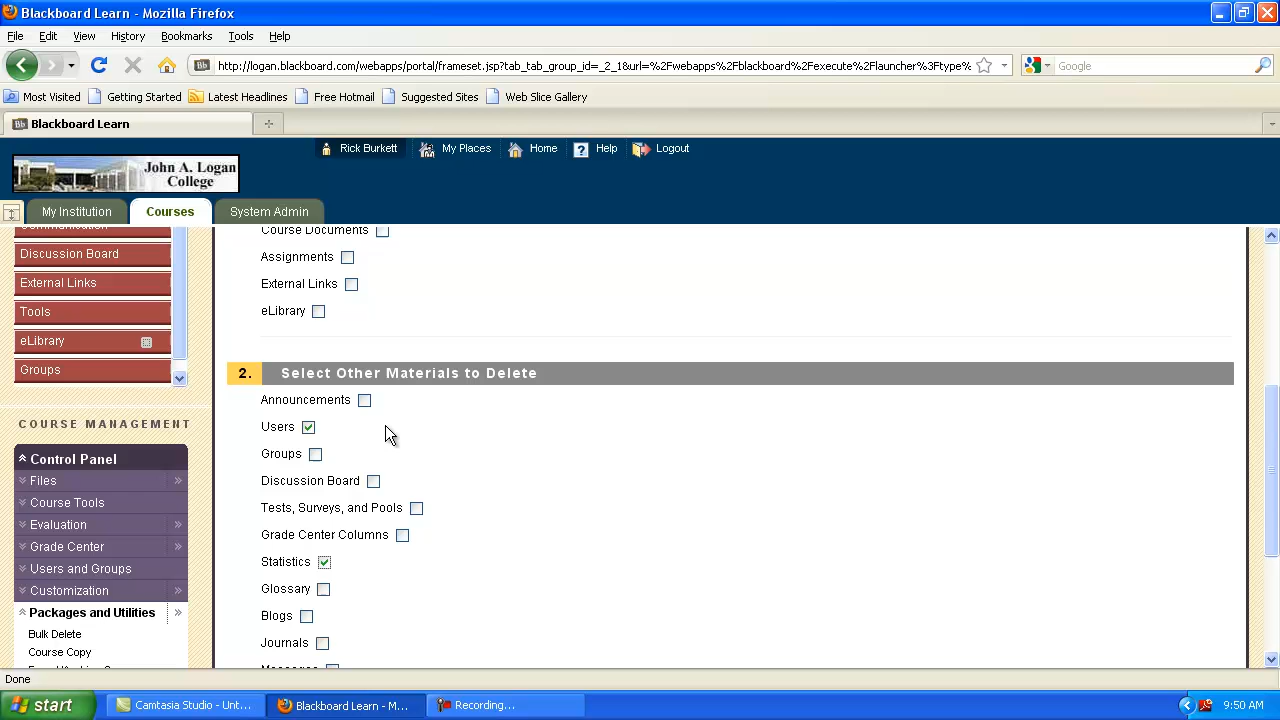 Blackboard Learn - Mozilla Firefox
File Edit View History Bookmarks Tools Help
Bb http://logan.blackboard.com/webapps/portal/frameset.jsp?tab_tab_group_id=_2_1&url=%2Fwebapps%2Fblackboard%2Fexecute%2Flauncher%3Ftype% Google
Most Visited Getting Started Latest Headlines Free Hotmail Suggested Sites Web Slice Gallery
Bb Blackboard Learn
Rick Burkett My Places Home ? Help Logout
John A. Logan
College
My Institution Courses System Admin
Communication
Discussion Board
External Links
Tools
eLibrary
Groups
COURSE MANAGEMENT
Control Panel
Files
Course Tools
Evaluation
Grade Center
Users and Groups
Customization
Packages and Utilities
Bulk Delete
Course Copy
Course Documents
Assignments
External Links
eLibrary
2. Select Other Materials to Delete
Announcements
Users
Groups
Discussion Board
Tests, Surveys, and Pools
Grade Center Columns
Statistics
Glossary
Blogs
Journals
Messages
Done
start Camtasia Studio - Unt... Blackboard Learn - M... Recording... 9:50 AM